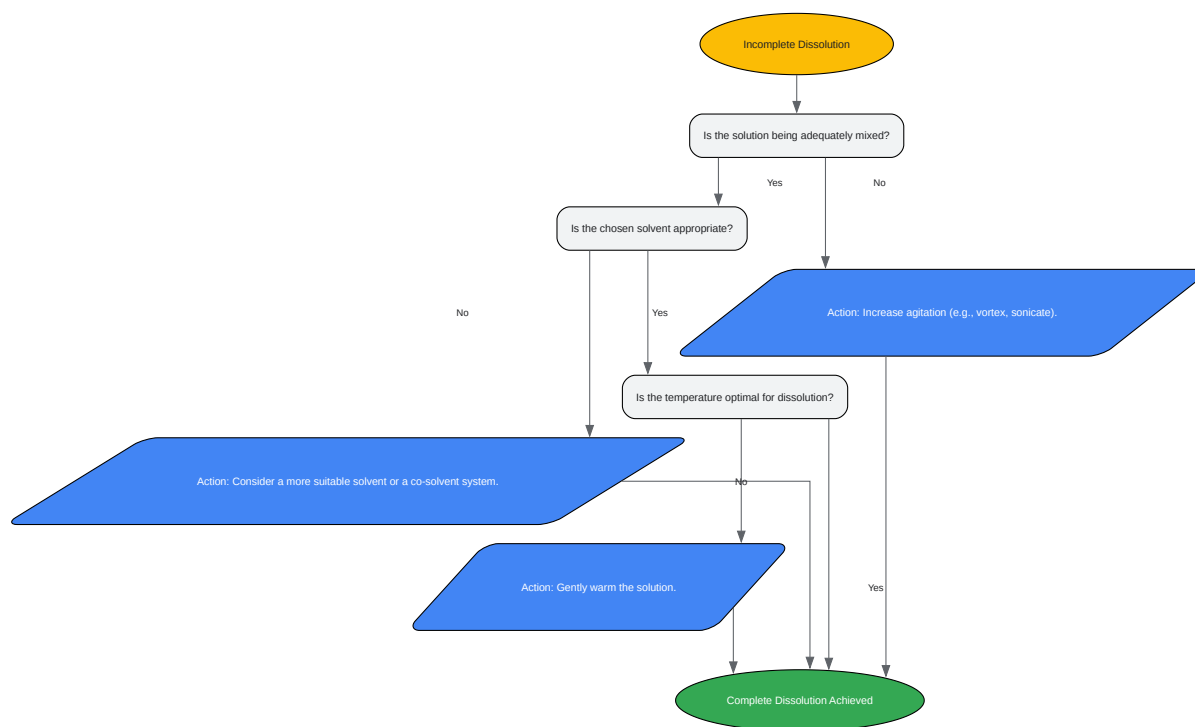 Incomplete Dissolution
Is the solution being adequately mixed?
Yes
No
Is the chosen solvent appropriate?
No
Yes
Action: Increase agitation (e.g., vortex, sonicate).
Is the temperature optimal for dissolution?
Action: Consider a more suitable solvent or a co-solvent system.
No
Action: Gently warm the solution.
Yes
Complete Dissolution Achieved